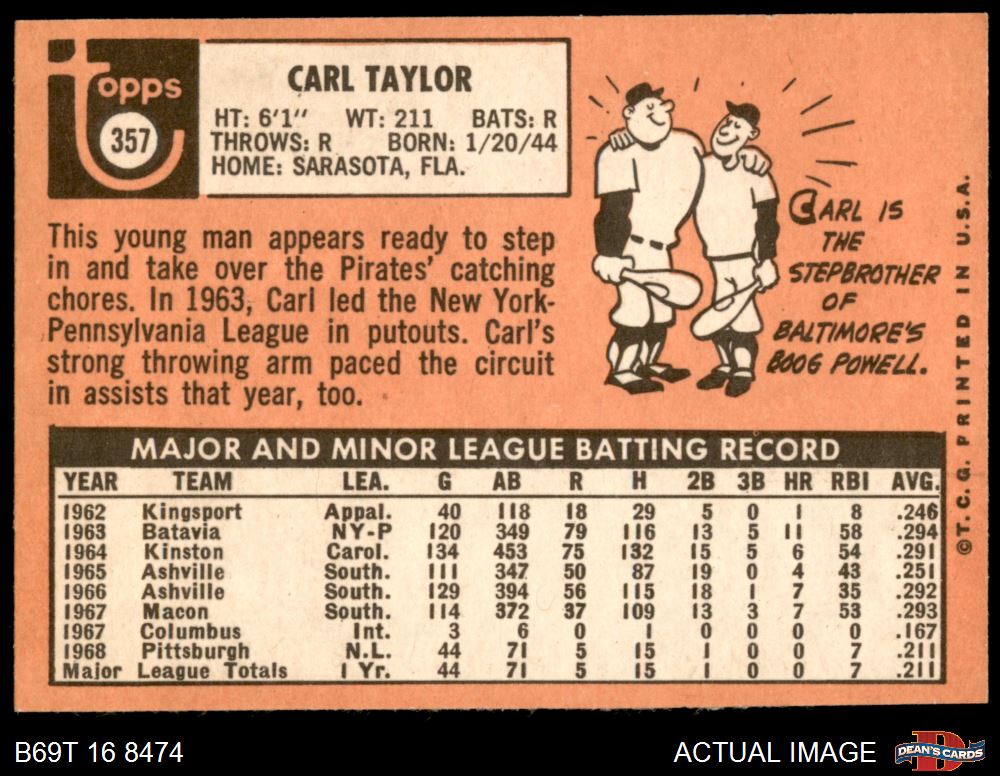 topps
357
CARL TAYLOR
HT: 6'1" WT: 211 BATS: R
THROWS: R BORN: 1/20/44
HOME: SARASOTA, FLA.
This young man appears ready to step
in and take over the Pirates' catching
chores. In 1963, Carl led the New York-
Pennsylvania League in putouts. Carl's
strong throwing arm paced the circuit
in assists that year, too.
CARL IS
THE
STEPBROTHER
OF
BALTIMORE'S
BOOG POWELL.
©T.C.G. PRINTED IN U.S.A.
MAJOR AND MINOR LEAGUE BATTING RECORD
YEAR TEAM LEA. G AB R H 2B 3B HR RBI AVG.
1962 Kingsport Appal. 40 118 18 29 5 0 1 8 .246
1963 Batavia NY-P 120 349 79 116 13 5 11 58 .294
1964 Kinston Carol. 134 453 75 132 15 5 6 54 .291
1965 Ashville South. 111 347 50 87 19 0 4 43 .251
1966 Ashville South. 129 394 56 115 18 1 7 35 .292
1967 Macon South. 114 372 37 109 13 3 7 53 .293
1967 Columbus Int. 3 6 0 1 0 0 0 0 .167
1968 Pittsburgh N.L. 44 71 5 15 1 0 0 7 .211
Major League Totals 1 Yr. 44 71 5 15 1 0 0 7 .211
B69T 16 8474
ACTUAL IMAGE
DEAN'S CARDS